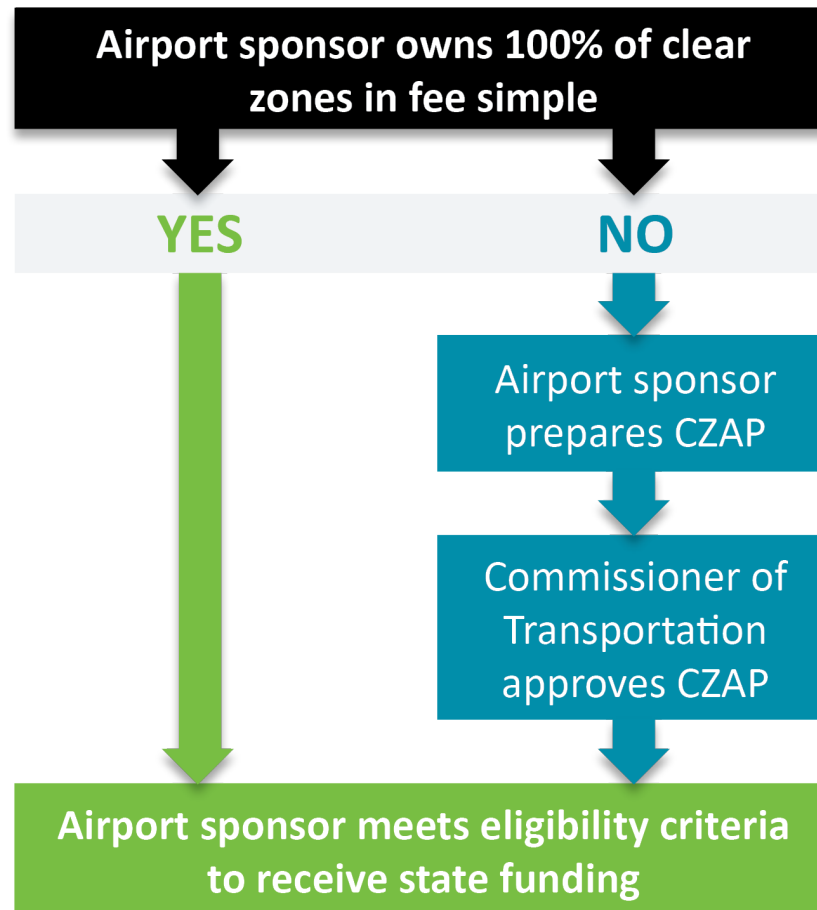 Airport sponsor owns 100% of clear
zones in fee simple
YES
NO
Airport sponsor
prepares CZAP
Commissioner of
Transportation
approves CZAP
Airport sponsor meets eligibility criteria
to receive state funding